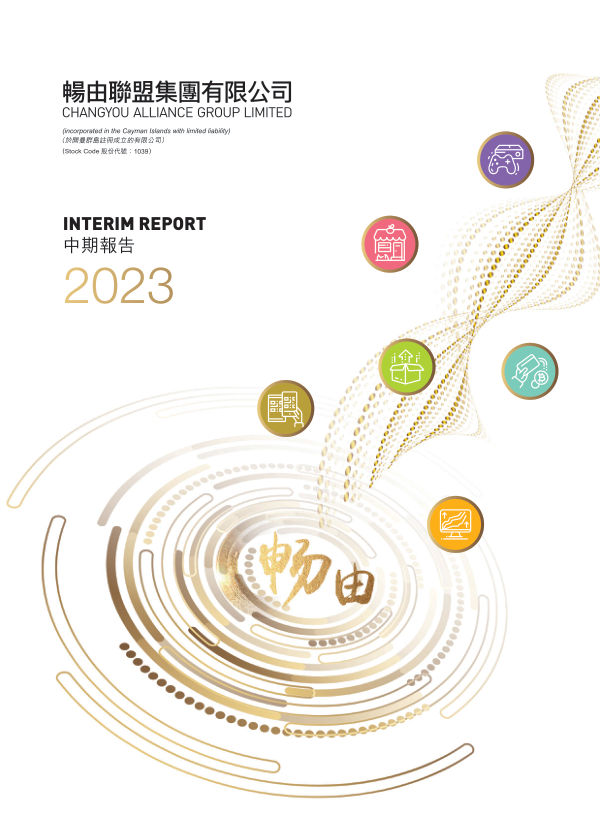 暢由聯盟集團有限公司
CHANGYOU ALLIANCE GROUP LIMITED
(incorporated in the Cayman Islands with limited liability)
(於開曼群島註冊成立的有限公司)
(Stock Code 股份代號：1039)
INTERIM REPORT
中期報告
2023
畅由